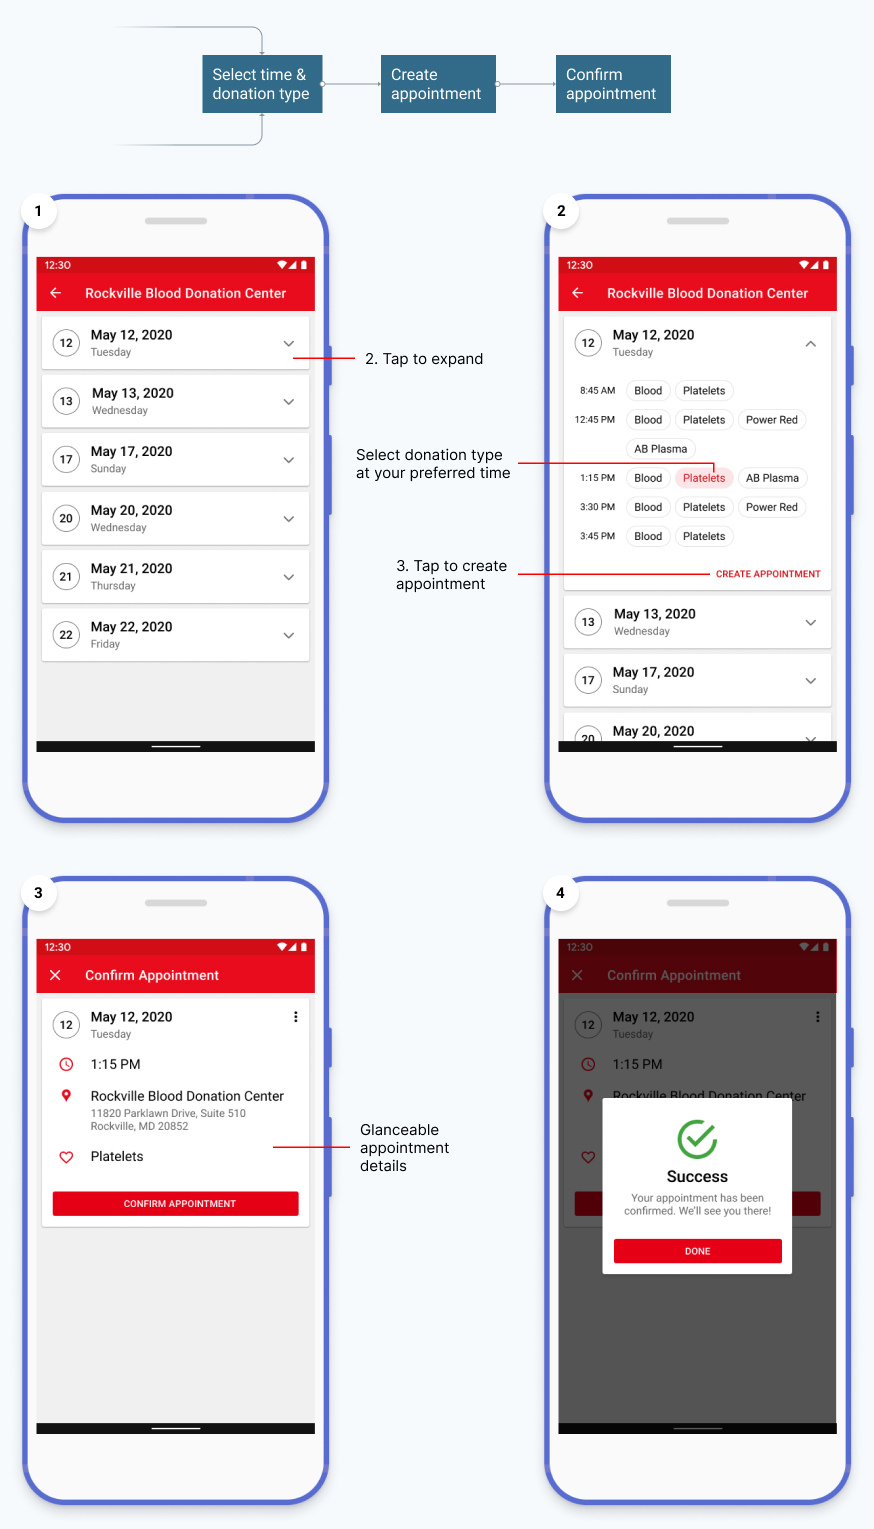 Select time &
donation type
Create
appointment
Confirm
appointment
1
12:30
Rockville Blood Donation Center
12
May 12, 2020
Tuesday
13
May 13, 2020
Wednesday
17
May 17, 2020
Sunday
20
May 20, 2020
Wednesday
21
May 21, 2020
Thursday
22
May 22, 2020
Friday
2. Tap to expand
Select donation type
at your preferred time
3. Tap to create
appointment
2
12:30
Rockville Blood Donation Center
12
May 12, 2020
Tuesday
8:45 AM Blood Platelets
12:45 PM Blood Platelets Power Red
AB Plasma
1:15 PM Blood Platelets AB Plasma
3:30 PM Blood Platelets Power Red
3:45 PM Blood Platelets
CREATE APPOINTMENT
13
May 13, 2020
Wednesday
17
May 17, 2020
Sunday
20
May 20, 2020
3
12:30
Confirm Appointment
12
May 12, 2020
Tuesday
1:15 PM
Rockville Blood Donation Center
11820 Parklawn Drive, Suite 510
Rockville, MD 20852
Platelets
CONFIRM APPOINTMENT
Glanceable
appointment
details
4
12:30
Confirm Appointment
12
May 12, 2020
Tuesday
1:15 PM
Rockville Blood Donation Center
Success
Your appointment has been
confirmed. We'll see you there!
DONE